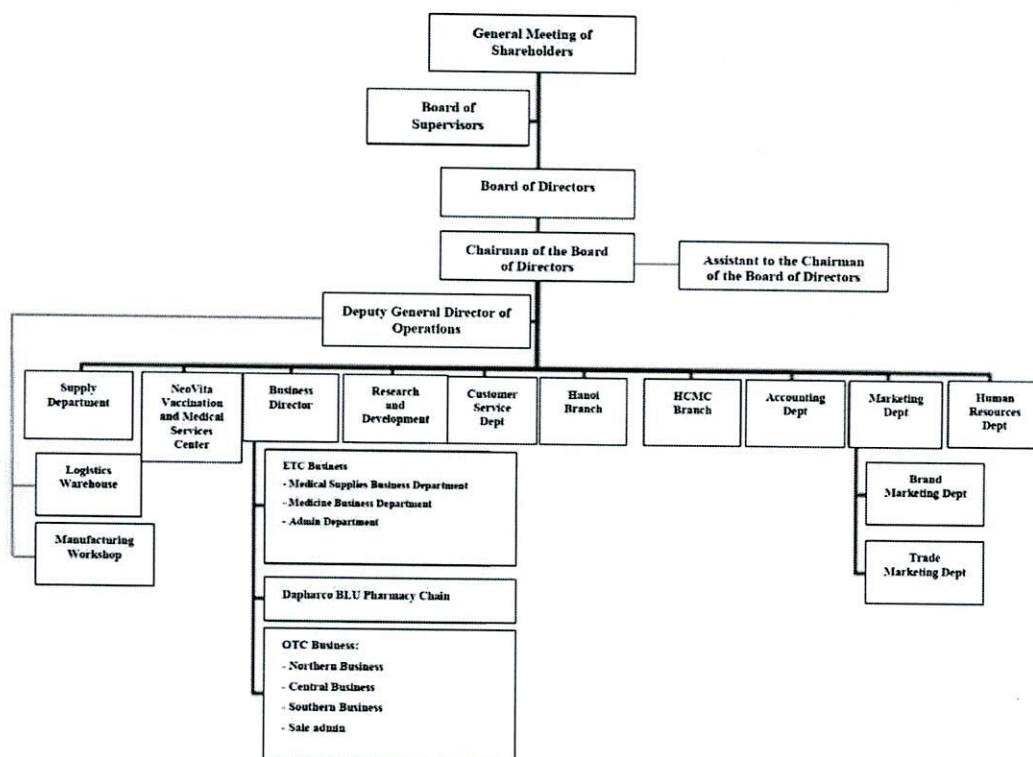 General Meeting of
Shareholders
Board of
Supervisors
Board of Directors
Chairman of the Board
of Directors
Assistant to the Chairman
of the Board of Directors
Deputy General Director of
Operations
Supply
Department
NeoVita
Vaccination
and Medical
Services
Center
Business
Director
Research
and
Development
Customer
Service
Dept
Hanoi
Branch
HCMC
Branch
Accounting
Dept
Marketing
Dept
Human
Resources
Dept
Logistics
Warehouse
Manufacturing
Workshop
ETC Business
- Medical Supplies Business Department
- Medicine Business Department
- Admin Department
Dapharco BLU Pharmacy Chain
OTC Business:
- Northern Business
- Central Business
- Southern Business
- Sale admin
Brand
Marketing Dept
Trade
Marketing Dept